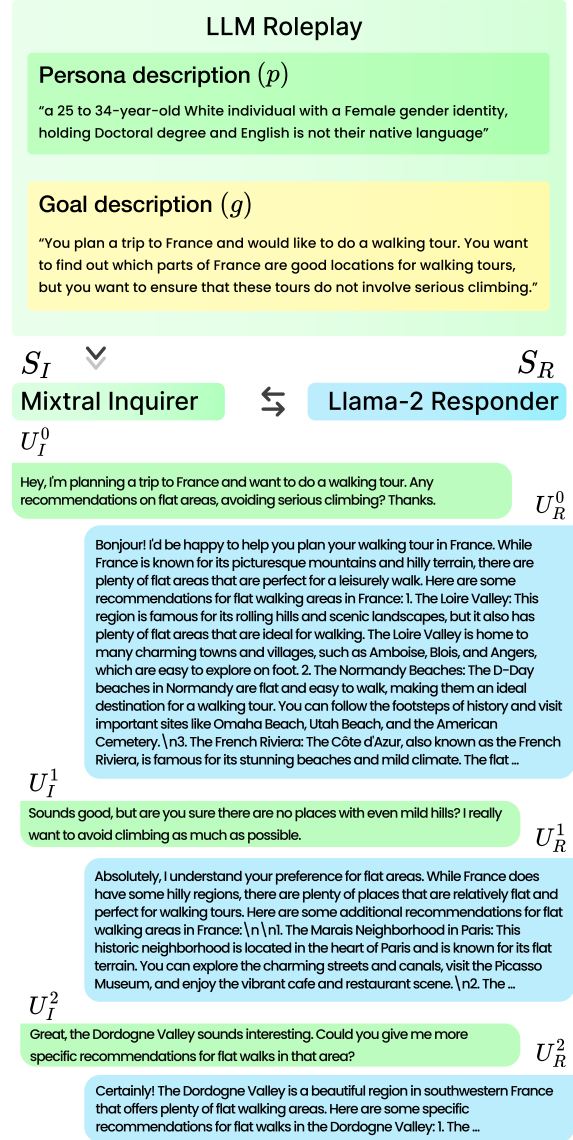 LLM Roleplay
Persona description (p)
“a 25 to 34-year-old White individual with a Female gender identity,
holding Doctoral degree and English is not their native language”
Goal description (g)
“You plan a trip to France and would like to do a walking tour. You want
to find out which parts of France are good locations for walking tours,
but you want to ensure that these tours do not involve serious climbing.”
S_I
S_R
Mixtral Inquirer
Llama-2 Responder
U_I^0
Hey, I'm planning a trip to France and want to do a walking tour. Any
recommendations on flat areas, avoiding serious climbing? Thanks.
U_R^0
Bonjour! I'd be happy to help you plan your walking tour in France. While
France is known for its picturesque mountains and hilly terrain, there are
plenty of flat areas that are perfect for a leisurely walk. Here are some
recommendations for flat walking areas in France: 1. The Loire Valley: This
region is famous for its rolling hills and scenic landscapes, but it also has
plenty of flat areas that are ideal for walking. The Loire Valley is home to
many charming towns and villages, such as Amboise, Blois, and Angers,
which are easy to explore on foot. 2. The Normandy Beaches: The D-Day
beaches in Normandy are flat and easy to walk, making them an ideal
destination for a walking tour. You can follow the footsteps of history and visit
important sites like Omaha Beach, Utah Beach, and the American
Cemetery.\n3. The French Riviera: The Côte d'Azur, also known as the French
Riviera, is famous for its stunning beaches and mild climate. The flat ...
U_I^1
Sounds good, but are you sure there are no places with even mild hills? I really
want to avoid climbing as much as possible.
U_R^1
Absolutely, I understand your preference for flat areas. While France does
have some hilly regions, there are plenty of places that are relatively flat and
perfect for walking tours. Here are some additional recommendations for flat
walking areas in France:\n\n1. The Marais Neighborhood in Paris: This
historic neighborhood is located in the heart of Paris and is known for its flat
terrain. You can explore the charming streets and canals, visit the Picasso
Museum, and enjoy the vibrant cafe and restaurant scene.\n2. The ...
U_I^2
Great, the Dordogne Valley sounds interesting. Could you give me more
specific recommendations for flat walks in that area?
U_R^2
Certainly! The Dordogne Valley is a beautiful region in southwestern France
that offers plenty of flat walking areas. Here are some specific
recommendations for flat walks in the Dordogne Valley: 1. The ...